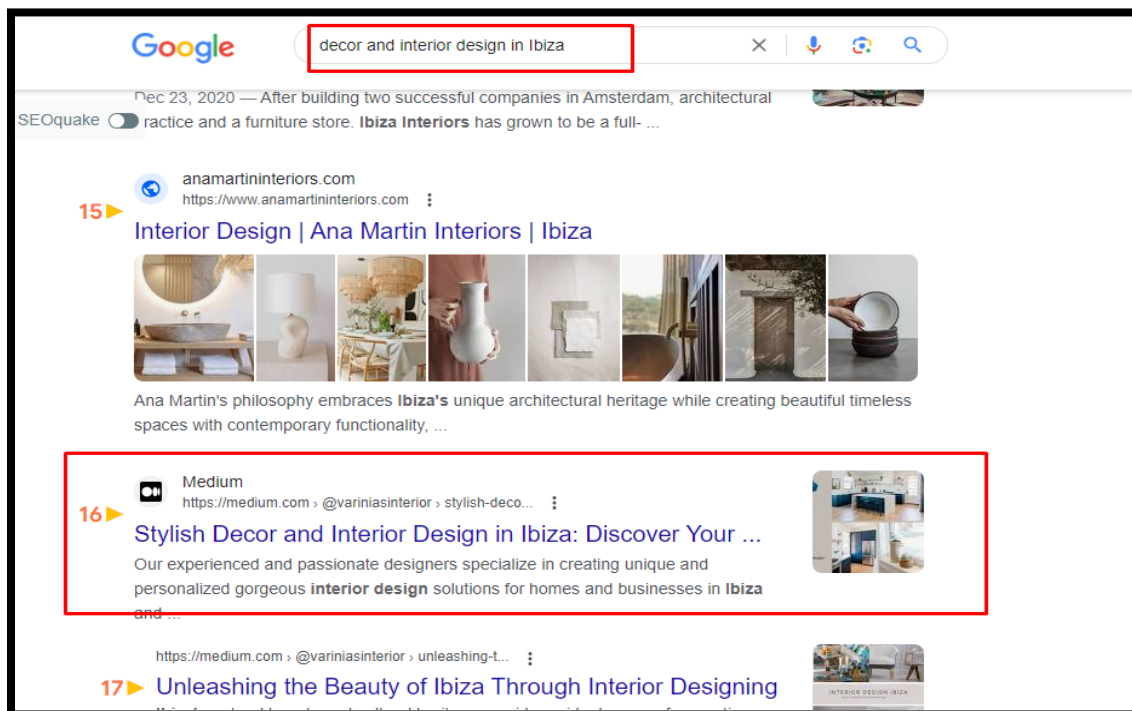 Google
decor and interior design in Ibiza
Dec 23, 2020 — After building two successful companies in Amsterdam, architectural
SEOquake
ractice and a furniture store. Ibiza Interiors has grown to be a full- ...
anamartininteriors.com
https://www.anamartininteriors.com
15
Interior Design | Ana Martin Interiors | Ibiza
Ana Martin's philosophy embraces Ibiza's unique architectural heritage while creating beautiful timeless
spaces with contemporary functionality, ...
Medium
https://medium.com › @variniasinterior › stylish-deco...
16
Stylish Decor and Interior Design in Ibiza: Discover Your ...
Our experienced and passionate designers specialize in creating unique and
personalized gorgeous interior design solutions for homes and businesses in Ibiza
and ...
https://medium.com › @variniasinterior › unleashing-t...
17
Unleashing the Beauty of Ibiza Through Interior Designing
INTERIOR DESIGN IBIZA